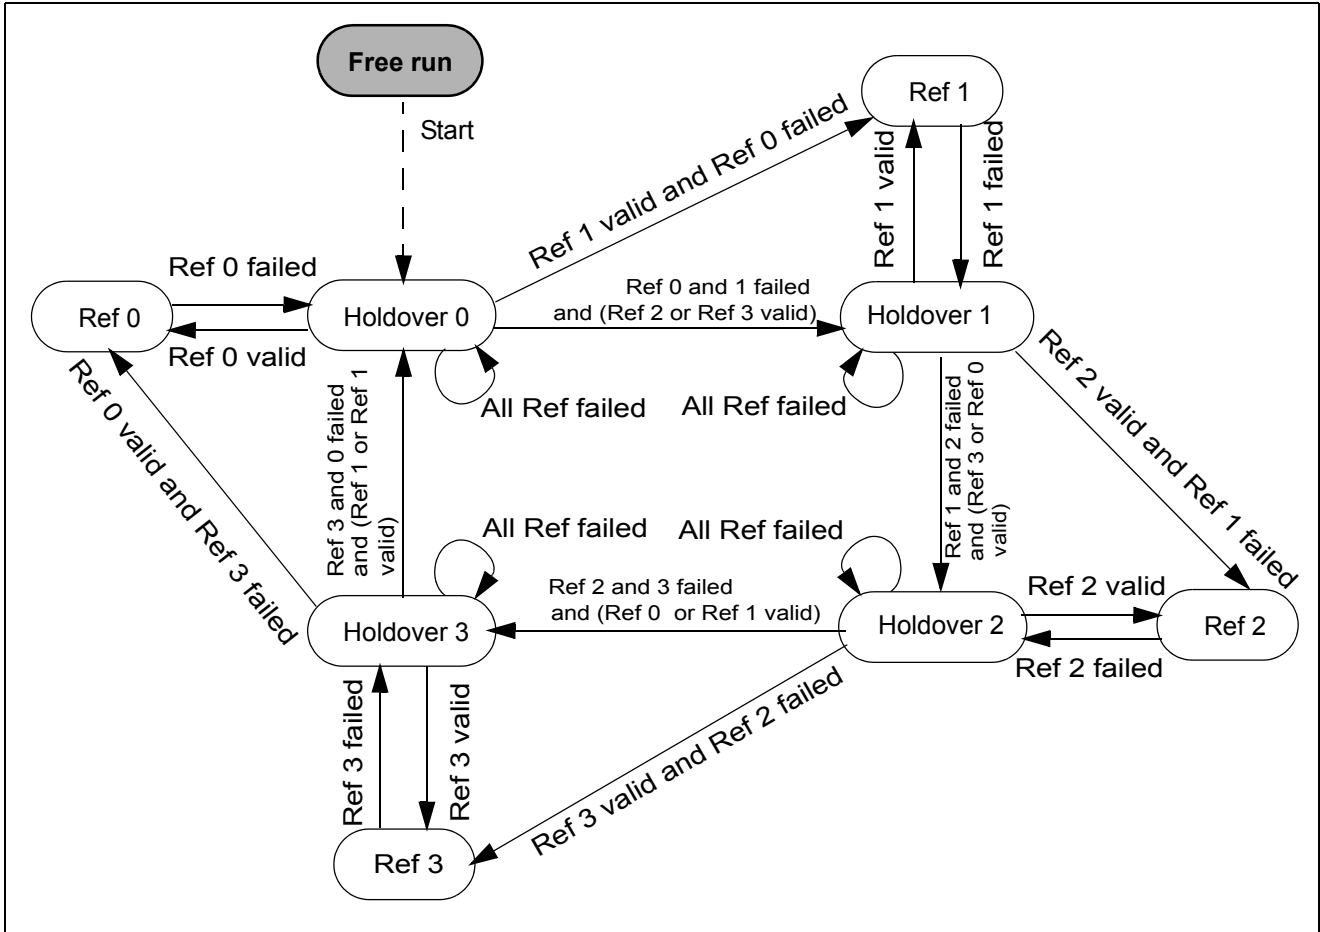 Free run
Start
Ref 1
Ref 1 valid and Ref 0 failed
Ref 1 valid
Ref 1 failed
Ref 0 failed
Ref 0
Ref 0 valid
Holdover 0
Ref 0 and 1 failed
and (Ref 2 or Ref 3 valid)
Holdover 1
All Ref failed
All Ref failed
Ref 0 valid and Ref 3 failed
Ref 3 and 0 failed
and (Ref 1 or Ref 1
valid)
Ref 1 and 2 failed
and (Ref 3 or Ref 0
valid)
Ref 2 valid and Ref 1 failed
All Ref failed
All Ref failed
Holdover 3
Ref 2 and 3 failed
and (Ref 0 or Ref 1 valid)
Holdover 2
Ref 2 valid
Ref 2
Ref 2 failed
Ref 3 failed
Ref 3 valid
Ref 3 valid and Ref 2 failed
Ref 3